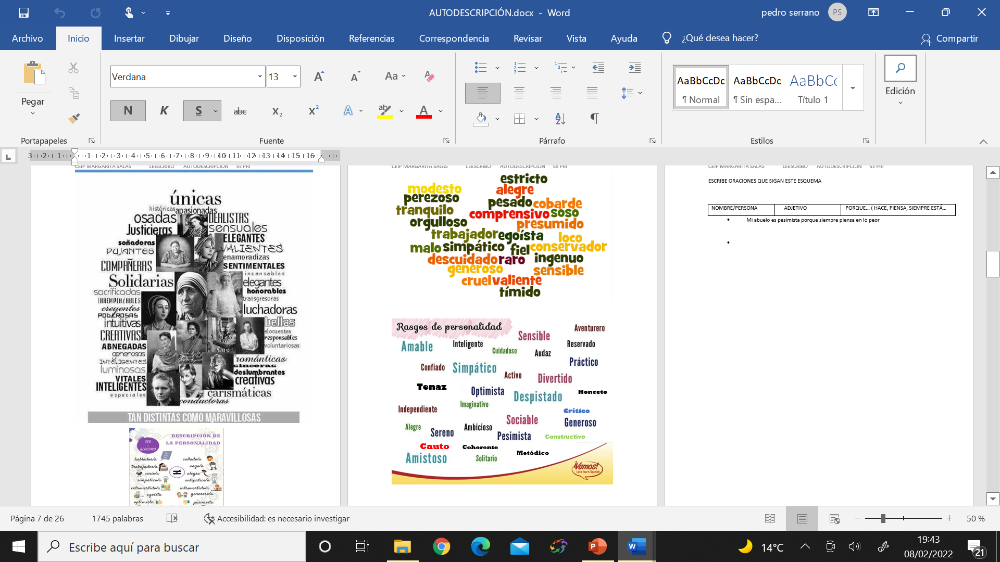 AUTODESCRIPCIÓN.docx - Word
pedro serrano
PS
Archivo
Inicio
Insertar
Dibujar
Diseño
Disposición
Referencias
Correspondencia
Revisar
Vista
Ayuda
¿Qué desea hacer?
Compartir
Pegar
Verdana
13
Aa
N K S abc X₂ X² A ab A
AaBbCcDc
¶ Normal
AaBbCcDc
¶ Sin espa...
AaBbCc
Título 1
Edición
Portapapeles
Fuente
Párrafo
Estilos
3 2 1 1 2 3 4 5 6 7 8 9 10 11 12 13 14 15 16
CEIP MARGARITA SALAS LEESCRIBO AUTODESCRIPCIÓN 5º PRI
únicas
históricas
apasionadas
osadas
IDEALISTAS
Justicieras
sensuales
soñadoras
ELEGANTES
PUJANTES
VALIENTES
enamoradizas
COMPAÑERAS
SENTIMENTALES
incansables
Solidarias
elegantes
sacrificadas
honorables
IRREMPLAZABLES
transgresoras
creyentes
luchadoras
PODEROSAS
intuitivas
bellas
CREATIVAS
elocuentes
responsables
ABNEGADAS
voluntariosas
generosas
INTELIGENTES
románticas
sinceras
luminosas
deslumbrantes
VITALES
creativas
INTELIGENTES
carismáticas
especiales
conductoras
TAN DISTINTAS COMO MARAVILLOSAS
DESCRIPCIÓN DE
LA PERSONALIDAD
SER
+
ADJETIVO
hablador/a
callado/a
trabajador/a
vago/a
serio/a
≠
alegre
simpático/a
antipático/a
extrovertido/a
introvertido/a
egoísta
generoso/a
optimista
pesimista
CEIP MARGARITA SALAS LEESCRIBO AUTODESCRIPCIÓN 5º PRI
estricto
modesto
alegre
perezoso
pesado
cobarde
tranquilo
comprensivo
soso
orgulloso
presumido
trabajador
egoísta
loco
malo
simpático
fiel
conservador
descuidado
raro
ingenuo
generoso
sensible
cruel
valiente
tímido
Rasgos de personalidad
Sensible
Aventurero
Amable
Inteligente
Cuidadoso
Audaz
Reservado
Práctico
Confiado
Simpático
Activo
Divertido
Tenaz
Optimista
Despistado
Honesto
Imaginativo
Independiente
Crítico
Sociable
Generoso
Alegre
Sereno
Ambicioso
Pesimista
Constructivo
Cauto
Coherente
Metódico
Amistoso
Solitario
¡Vamos!
Let's learn Spanish
CEIP MARGARITA SALAS LEESCRIBO AUTODESCRIPCIÓN 5º PRI
ESCRIBE ORACIONES QUE SIGAN ESTE ESQUEMA
NOMBRE/PERSONA ADJETIVO PORQUE... ( HACE, PIENSA, SIEMPRE ESTÁ...
• Mi abuelo es pesimista porque siempre piensa en lo peor
•
Página 7 de 26
1745 palabras
Accesibilidad: es necesario investigar
50 %
Escribe aquí para buscar
14°C
19:43
08/02/2022
21